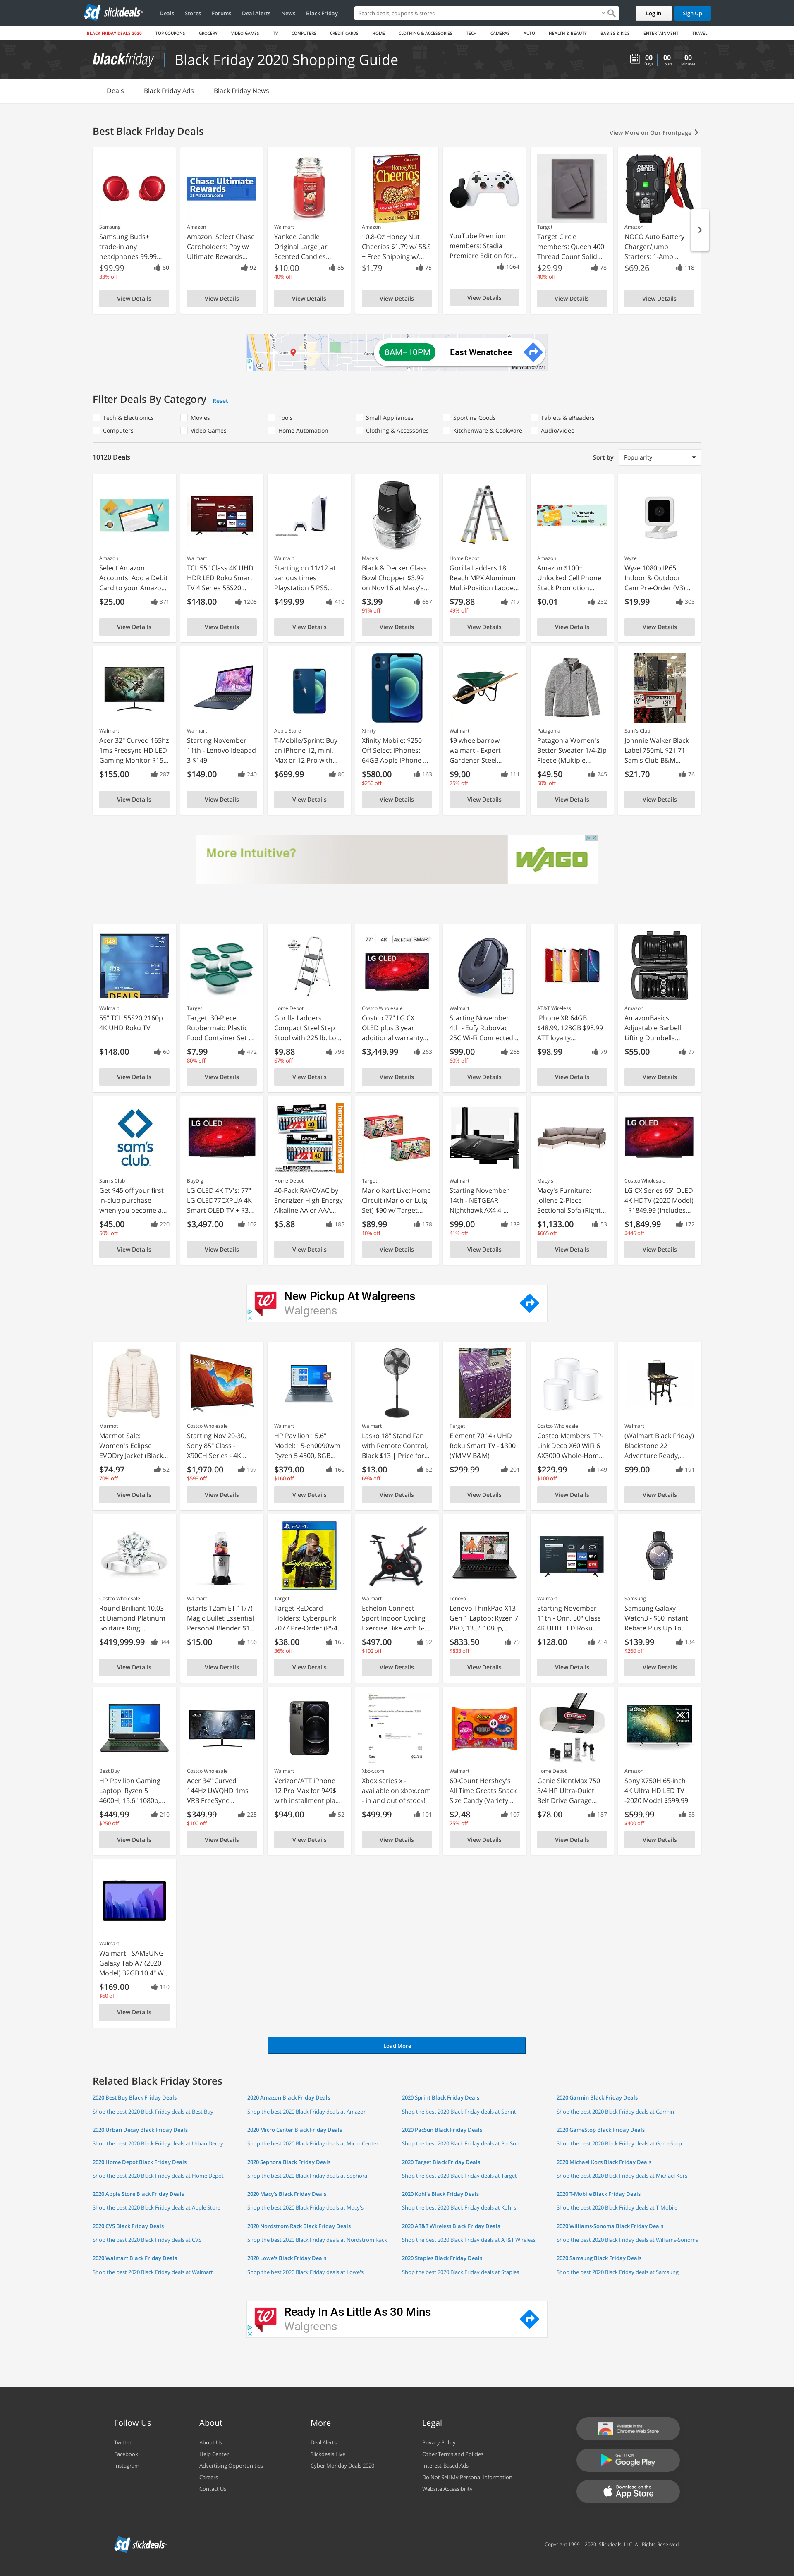 slickdeals
Deals Stores Forums Deal Alerts News Black Friday
Search deals, coupons & stores
Log In
Sign Up
BLACK FRIDAY DEALS 2020 TOP COUPONS GROCERY VIDEO GAMES TV COMPUTERS CREDIT CARDS HOME CLOTHING & ACCESSORIES TECH CAMERAS AUTO HEALTH & BEAUTY BABIES & KIDS ENTERTAINMENT TRAVEL
blackfriday
Black Friday 2020 Shopping Guide
00 00 00
Days Hours Minutes
Deals Black Friday Ads Black Friday News
Best Black Friday Deals
View More on Our Frontpage
Samsung
Samsung Buds+
trade-in any
headphones 99.99...
$99.99 60
33% off
View Details
Amazon
Amazon: Select Chase
Cardholders: Pay w/
Ultimate Rewards...
92
View Details
Walmart
Yankee Candle
Original Large Jar
Scented Candles...
$10.00 85
40% off
View Details
Amazon
10.8-Oz Honey Nut
Cheerios $1.79 w/ S&S
+ Free Shipping w/...
$1.79 75
View Details
YouTube Premium
members: Stadia
Premiere Edition for...
1064
View Details
Target
Target Circle
members: Queen 400
Thread Count Solid...
$29.99 78
40% off
View Details
Amazon
NOCO Auto Battery
Charger/Jump
Starters: 1-Amp...
$69.26 118
View Details
8AM–10PM East Wenatchee
Map data ©2020
Filter Deals By Category Reset
Tech & Electronics Movies Tools Small Appliances Sporting Goods Tablets & eReaders
Computers Video Games Home Automation Clothing & Accessories Kitchenware & Cookware Audio/Video
10120 Deals
Sort by Popularity
Amazon
Select Amazon
Accounts: Add a Debit
Card to your Amazo...
$25.00 371
View Details
Walmart
TCL 55" Class 4K UHD
HDR LED Roku Smart
TV 4 Series 55S20...
$148.00 1205
View Details
Walmart
Starting on 11/12 at
various times
Playstation 5 PS5...
$499.99 410
View Details
Macy's
Black & Decker Glass
Bowl Chopper $3.99
on Nov 16 at Macy's...
$3.99 657
91% off
View Details
Home Depot
Gorilla Ladders 18'
Reach MPX Aluminum
Multi-Position Ladde...
$79.88 717
49% off
View Details
Amazon
Amazon $100+
Unlocked Cell Phone
Stack Promotion...
$0.01 232
View Details
Wyze
Wyze 1080p IP65
Indoor & Outdoor
Cam Pre-Order (V3)...
$19.99 303
View Details
Walmart
Acer 32" Curved 165hz
1ms Freesync HD LED
Gaming Monitor $15...
$155.00 287
View Details
Walmart
Starting November
11th - Lenovo Ideapad
3 $149
$149.00 240
View Details
Apple Store
T-Mobile/Sprint: Buy
an iPhone 12, mini,
Max or 12 Pro with...
$699.99 80
View Details
Xfinity
Xfinity Mobile: $250
Off Select iPhones:
64GB Apple iPhone ...
$580.00 163
$250 off
View Details
Walmart
$9 wheelbarrow
walmart - Expert
Gardener Steel...
$9.00 111
75% off
View Details
Patagonia
Patagonia Women's
Better Sweater 1/4-Zip
Fleece (Multiple...
$49.50 245
50% off
View Details
Sam's Club
Johnnie Walker Black
Label 750mL $21.71
Sam's Club B&M...
$21.70 76
View Details
More Intuitive?
WAGO
Walmart
55" TCL 55S20 2160p
4K UHD Roku TV
$148.00 60
View Details
Target
Target: 30-Piece
Rubbermaid Plastic
Food Container Set ...
$7.99 472
80% off
View Details
Home Depot
Gorilla Ladders
Compact Steel Step
Stool with 225 lb. Lo...
$9.88 798
67% off
View Details
Costco Wholesale
Costco 77" LG CX
OLED plus 3 year
additional warranty...
$3,449.99 263
View Details
Walmart
Starting November
4th - Eufy RoboVac
25C Wi-Fi Connected...
$99.00 265
60% off
View Details
AT&T Wireless
iPhone XR 64GB
$48.99, 128GB $98.99
ATT loyalty...
$98.99 79
View Details
Amazon
AmazonBasics
Adjustable Barbell
Lifting Dumbells...
$55.00 97
View Details
sam's club
Sam's Club
Get $45 off your first
in-club purchase
when you become a...
$45.00 220
50% off
View Details
BuyDig
LG OLED 4K TV's: 77"
LG OLED77CXPUA 4K
Smart OLED TV + $3...
$3,497.00 102
View Details
Home Depot
40-Pack RAYOVAC by
Energizer High Energy
Alkaline AA or AAA...
$5.88 185
View Details
Target
Mario Kart Live: Home
Circuit (Mario or Luigi
Set) $90 w/ Target...
$89.99 178
10% off
View Details
Walmart
Starting November
14th - NETGEAR
Nighthawk AX4 4-...
$99.00 139
41% off
View Details
Macy's
Macy's Furniture:
Jollene 2-Piece
Sectional Sofa (Right...
$1,133.00 53
$665 off
View Details
Costco Wholesale
LG CX Series 65" OLED
4K HDTV (2020 Model)
- $1849.99 (Includes...
$1,849.99 172
$446 off
View Details
New Pickup At Walgreens
Walgreens
Marmot
Marmot Sale:
Women's Eclipse
EVODry Jacket (Black...
$74.97 52
70% off
View Details
Costco Wholesale
Starting Nov 20-30,
Sony 85" Class -
X90CH Series - 4K...
$1,970.00 197
$599 off
View Details
Walmart
HP Pavilion 15.6"
Model: 15-eh0090wm
Ryzen 5 4500, 8GB...
$379.00 160
$160 off
View Details
Walmart
Lasko 18" Stand Fan
with Remote Control,
Black $13 | Price for...
$13.00 62
69% off
View Details
Target
Element 70" 4k UHD
Roku Smart TV - $300
(YMMV B&M)
$299.99 201
View Details
Costco Wholesale
Costco Members: TP-
Link Deco X60 WiFi 6
AX3000 Whole-Hom...
$229.99 149
$100 off
View Details
Walmart
(Walmart Black Friday)
Blackstone 22
Adventure Ready,...
$99.00 191
View Details
Costco Wholesale
Round Brilliant 10.03
ct Diamond Platinum
Solitaire Ring...
$419,999.99 344
View Details
Walmart
(starts 12am ET 11/7)
Magic Bullet Essential
Personal Blender $1...
$15.00 166
View Details
Target
Target REDcard
Holders: Cyberpunk
2077 Pre-Order (PS4...
$38.00 165
36% off
View Details
Walmart
Echelon Connect
Sport Indoor Cycling
Exercise Bike with 6-...
$497.00 92
$102 off
View Details
Lenovo
Lenovo ThinkPad X13
Gen 1 Laptop: Ryzen 7
PRO, 13.3" 1080p,...
$833.50 79
$833 off
View Details
Walmart
Starting November
11th - Onn. 50" Class
4K UHD LED Roku...
$128.00 234
View Details
Samsung
Samsung Galaxy
Watch3 - $60 Instant
Rebate Plus Up To...
$139.99 134
$260 off
View Details
Best Buy
HP Pavilion Gaming
Laptop: Ryzen 5
4600H, 15.6" 1080p,...
$449.99 210
$250 off
View Details
Costco Wholesale
Acer 34" Curved
144Hz UWQHD 1ms
VRB FreeSync...
$349.99 225
$100 off
View Details
Walmart
Verizon/ATT iPhone
12 Pro Max for 949$
with installment pla...
$949.00 52
View Details
Xbox.com
Xbox series x -
available on xbox.com
- in and out of stock!
$499.99 101
View Details
Walmart
60-Count Hershey's
All Time Greats Snack
Size Candy (Variety...
$2.48 107
75% off
View Details
Home Depot
Genie SilentMax 750
3/4 HP Ultra-Quiet
Belt Drive Garage...
$78.00 187
View Details
Amazon
Sony X750H 65-inch
4K Ultra HD LED TV
-2020 Model $599.99
$599.99 58
$400 off
View Details
Walmart
Walmart - SAMSUNG
Galaxy Tab A7 (2020
Model) 32GB 10.4" W...
$169.00 110
$60 off
View Details
Load More
Related Black Friday Stores
2020 Best Buy Black Friday Deals
Shop the best 2020 Black Friday deals at Best Buy
2020 Amazon Black Friday Deals
Shop the best 2020 Black Friday deals at Amazon
2020 Sprint Black Friday Deals
Shop the best 2020 Black Friday deals at Sprint
2020 Garmin Black Friday Deals
Shop the best 2020 Black Friday deals at Garmin
2020 Urban Decay Black Friday Deals
Shop the best 2020 Black Friday deals at Urban Decay
2020 Micro Center Black Friday Deals
Shop the best 2020 Black Friday deals at Micro Center
2020 PacSun Black Friday Deals
Shop the best 2020 Black Friday deals at PacSun
2020 GameStop Black Friday Deals
Shop the best 2020 Black Friday deals at GameStop
2020 Home Depot Black Friday Deals
Shop the best 2020 Black Friday deals at Home Depot
2020 Sephora Black Friday Deals
Shop the best 2020 Black Friday deals at Sephora
2020 Target Black Friday Deals
Shop the best 2020 Black Friday deals at Target
2020 Michael Kors Black Friday Deals
Shop the best 2020 Black Friday deals at Michael Kors
2020 Apple Store Black Friday Deals
Shop the best 2020 Black Friday deals at Apple Store
2020 Macy's Black Friday Deals
Shop the best 2020 Black Friday deals at Macy's
2020 Kohl's Black Friday Deals
Shop the best 2020 Black Friday deals at Kohl's
2020 T-Mobile Black Friday Deals
Shop the best 2020 Black Friday deals at T-Mobile
2020 CVS Black Friday Deals
Shop the best 2020 Black Friday deals at CVS
2020 Nordstrom Rack Black Friday Deals
Shop the best 2020 Black Friday deals at Nordstrom Rack
2020 AT&T Wireless Black Friday Deals
Shop the best 2020 Black Friday deals at AT&T Wireless
2020 Williams-Sonoma Black Friday Deals
Shop the best 2020 Black Friday deals at Williams-Sonoma
2020 Walmart Black Friday Deals
Shop the best 2020 Black Friday deals at Walmart
2020 Lowe's Black Friday Deals
Shop the best 2020 Black Friday deals at Lowe's
2020 Staples Black Friday Deals
Shop the best 2020 Black Friday deals at Staples
2020 Samsung Black Friday Deals
Shop the best 2020 Black Friday deals at Samsung
Ready In As Little As 30 Mins
Walgreens
Follow Us
Twitter
Facebook
Instagram
About
About Us
Help Center
Advertising Opportunities
Careers
Contact Us
More
Deal Alerts
Slickdeals Live
Cyber Monday Deals 2020
Legal
Privacy Policy
Other Terms and Policies
Interest-Based Ads
Do Not Sell My Personal Information
Website Accessibility
Available in the
Chrome Web Store
GET IT ON
Google Play
Download on the
App Store
slickdeals
Copyright 1999 – 2020. Slickdeals, LLC. All Rights Reserved.